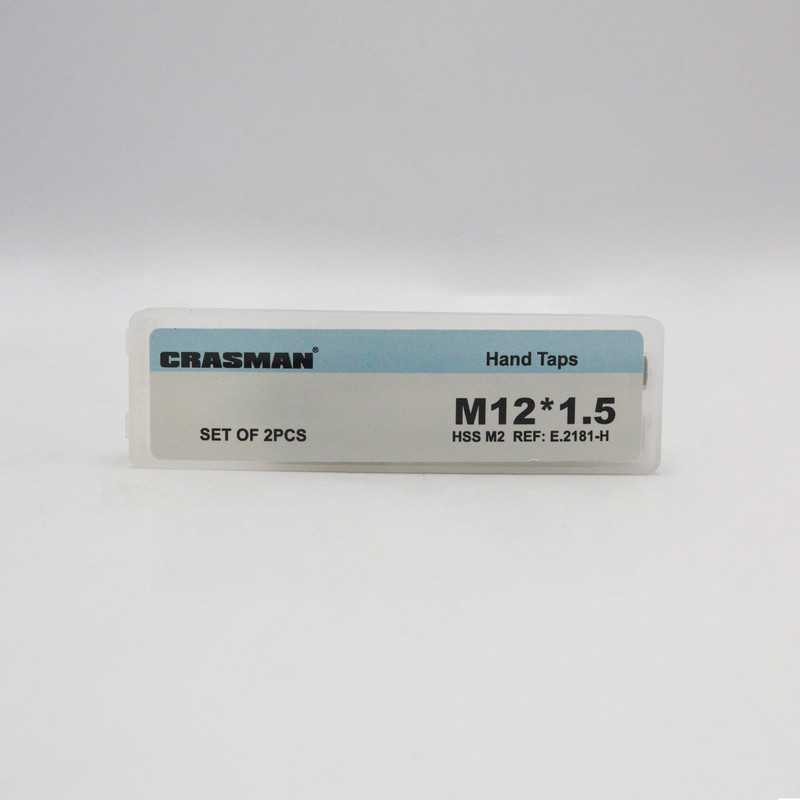 CRASMAN® Hand Taps
M12*1.5
SET OF 2PCS HSS M2 REF: E.2181-H